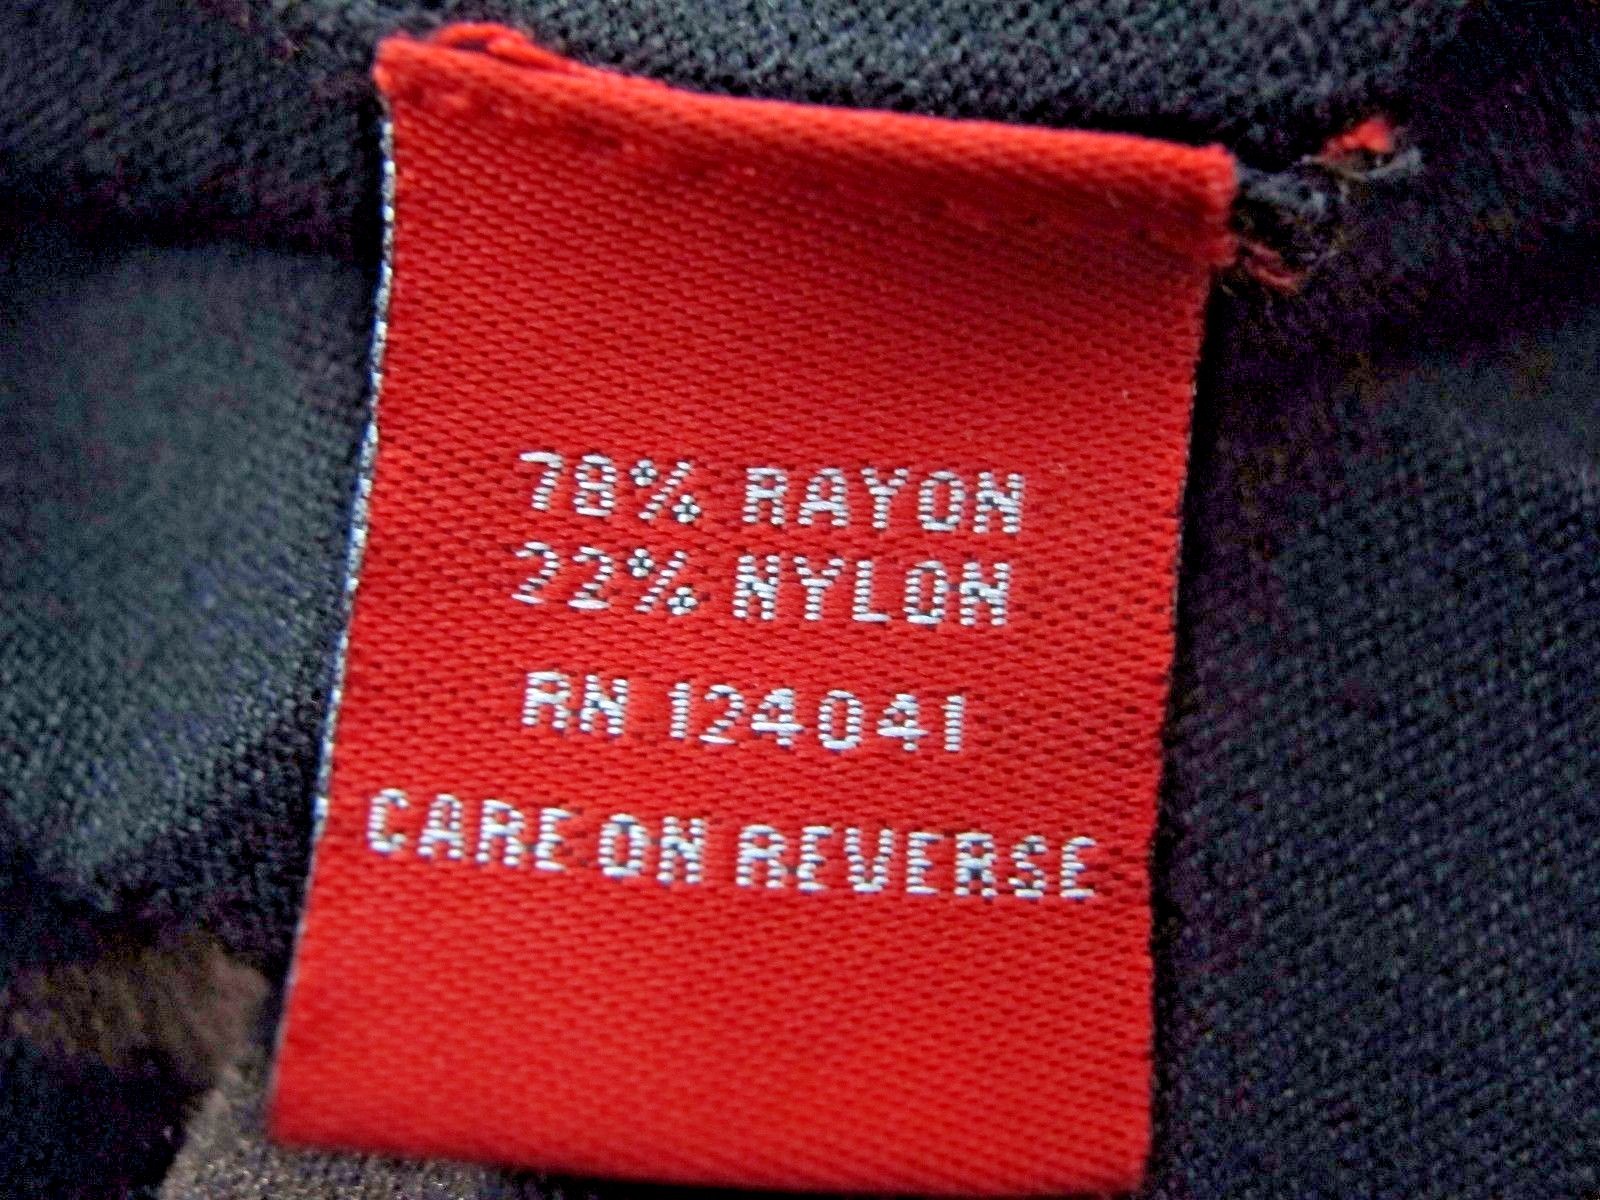 78% RAYON
22% NYLON
RN 124041
CARE ON REVERSE